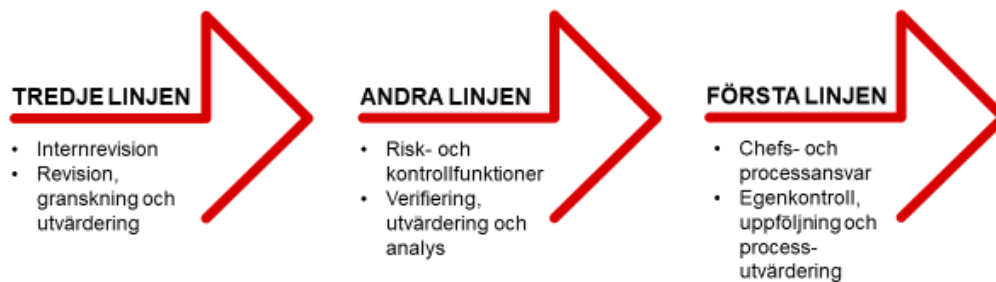 TREDJE LINJEN
• Internrevision
• Revision,
granskning och
utvärdering
ANDRA LINJEN
• Risk- och
kontrollfunktioner
• Verifiering,
utvärdering och
analys
FÖRSTA LINJEN
• Chefs- och
processansvar
• Egenkontroll,
uppföljning och
process-
utvärdering